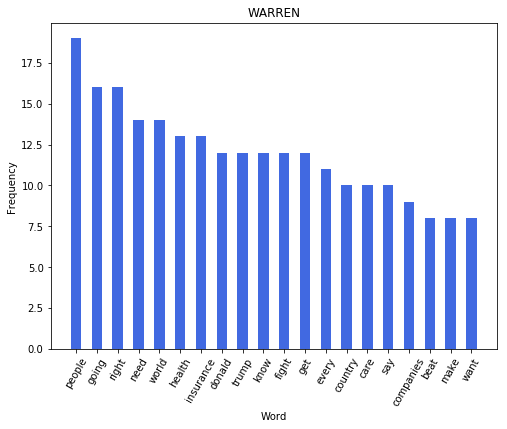 WARREN
Frequency
17.5
15.0
12.5
10.0
7.5
5.0
2.5
0.0
people going right need world health insurance donald trump know fight get every country care say companies beat make want
Word